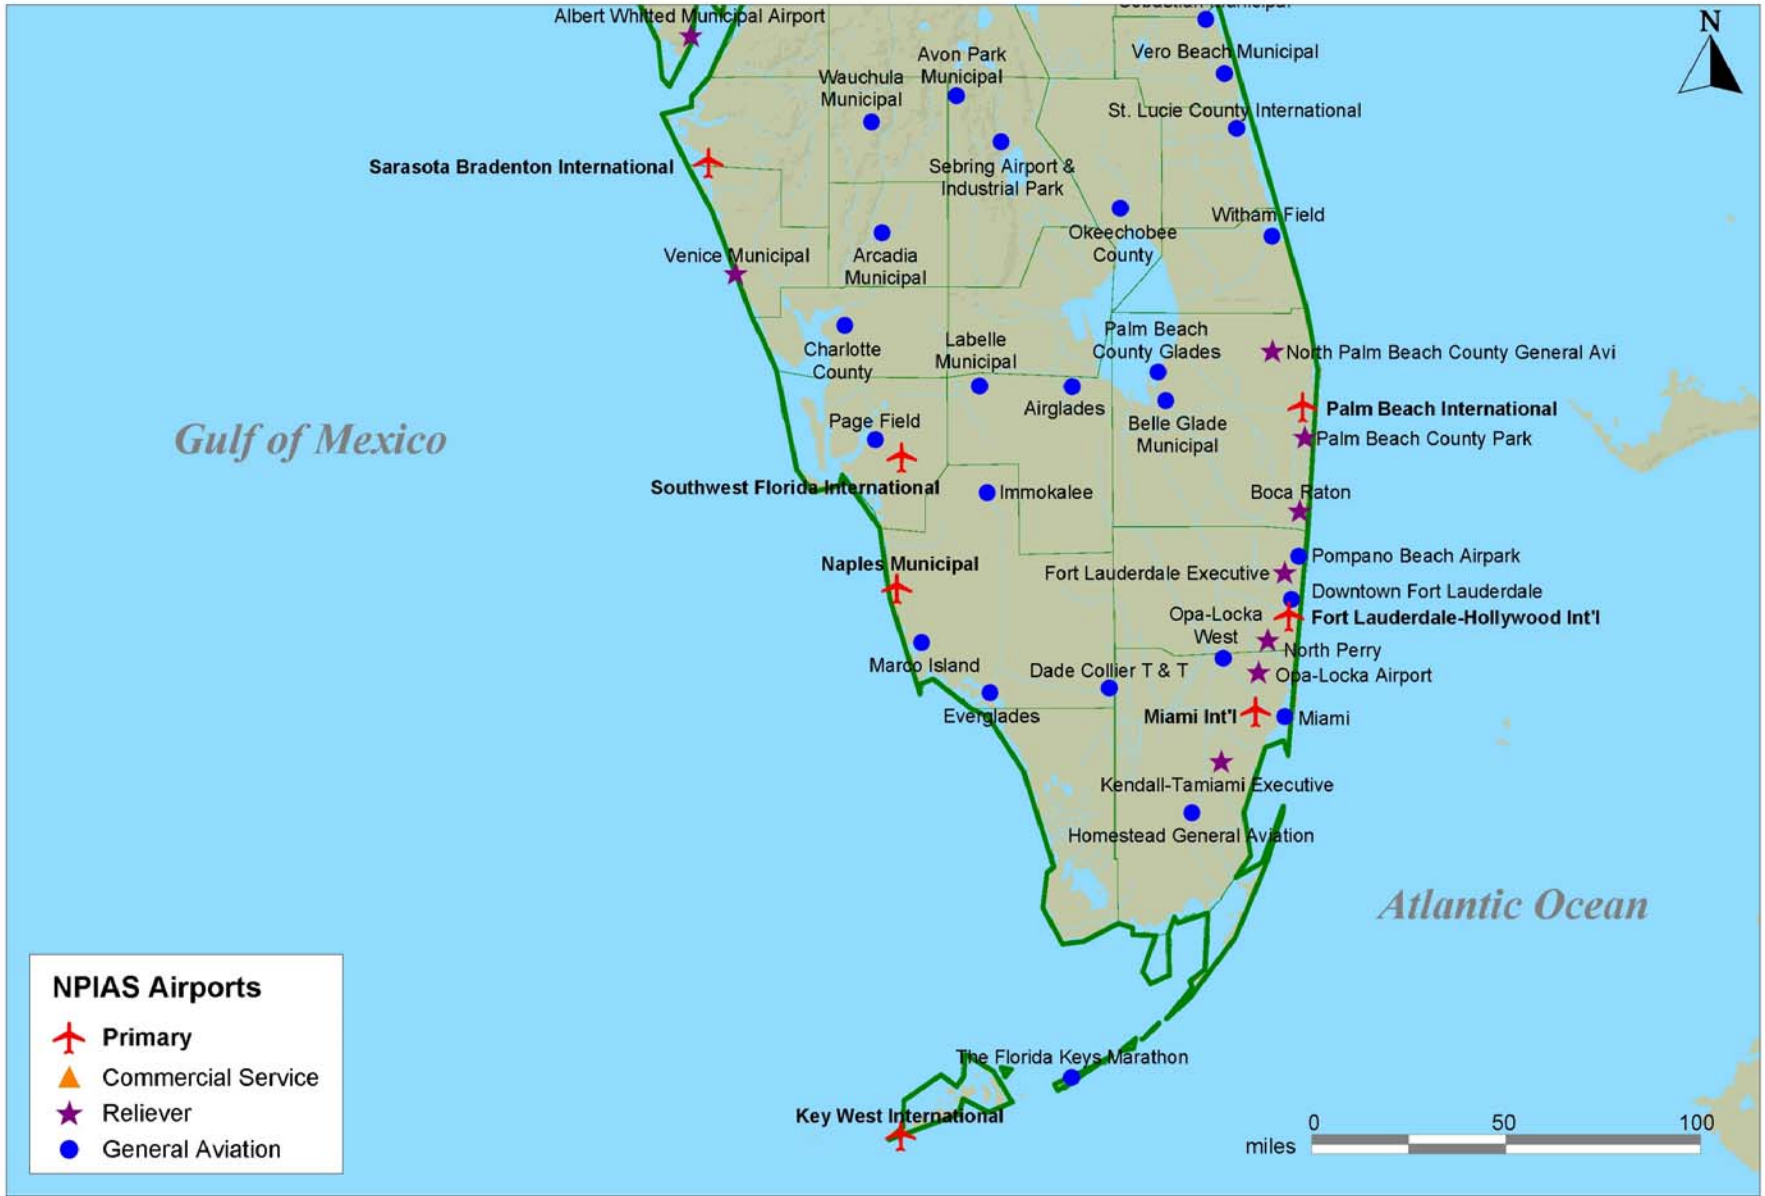 Sebastian Municipal
Albert Whitted Municipal Airport
N
Vero Beach Municipal
Avon Park
Municipal
Wauchula
Municipal
St. Lucie County International
Sarasota Bradenton International
Sebring Airport &
Industrial Park
Witham Field
Okeechobee
County
Venice Municipal
Arcadia
Municipal
Palm Beach
County Glades
Labelle
Municipal
Charlotte
County
North Palm Beach County General Avi
Airglades
Palm Beach International
Page Field
Belle Glade
Municipal
Palm Beach County Park
Gulf of Mexico
Southwest Florida International
Immokalee
Boca Raton
Pompano Beach Airpark
Naples Municipal
Fort Lauderdale Executive
Downtown Fort Lauderdale
Opa-Locka
West
Fort Lauderdale-Hollywood Int'l
North Perry
Marco Island
Dade Collier T & T
Opa-Locka Airport
Everglades
Miami Int'l
Miami
Kendall-Tamiami Executive
Homestead General Aviation
Atlantic Ocean
The Florida Keys Marathon
Key West International
NPIAS Airports
Primary
Commercial Service
Reliever
General Aviation
0 50 100
miles